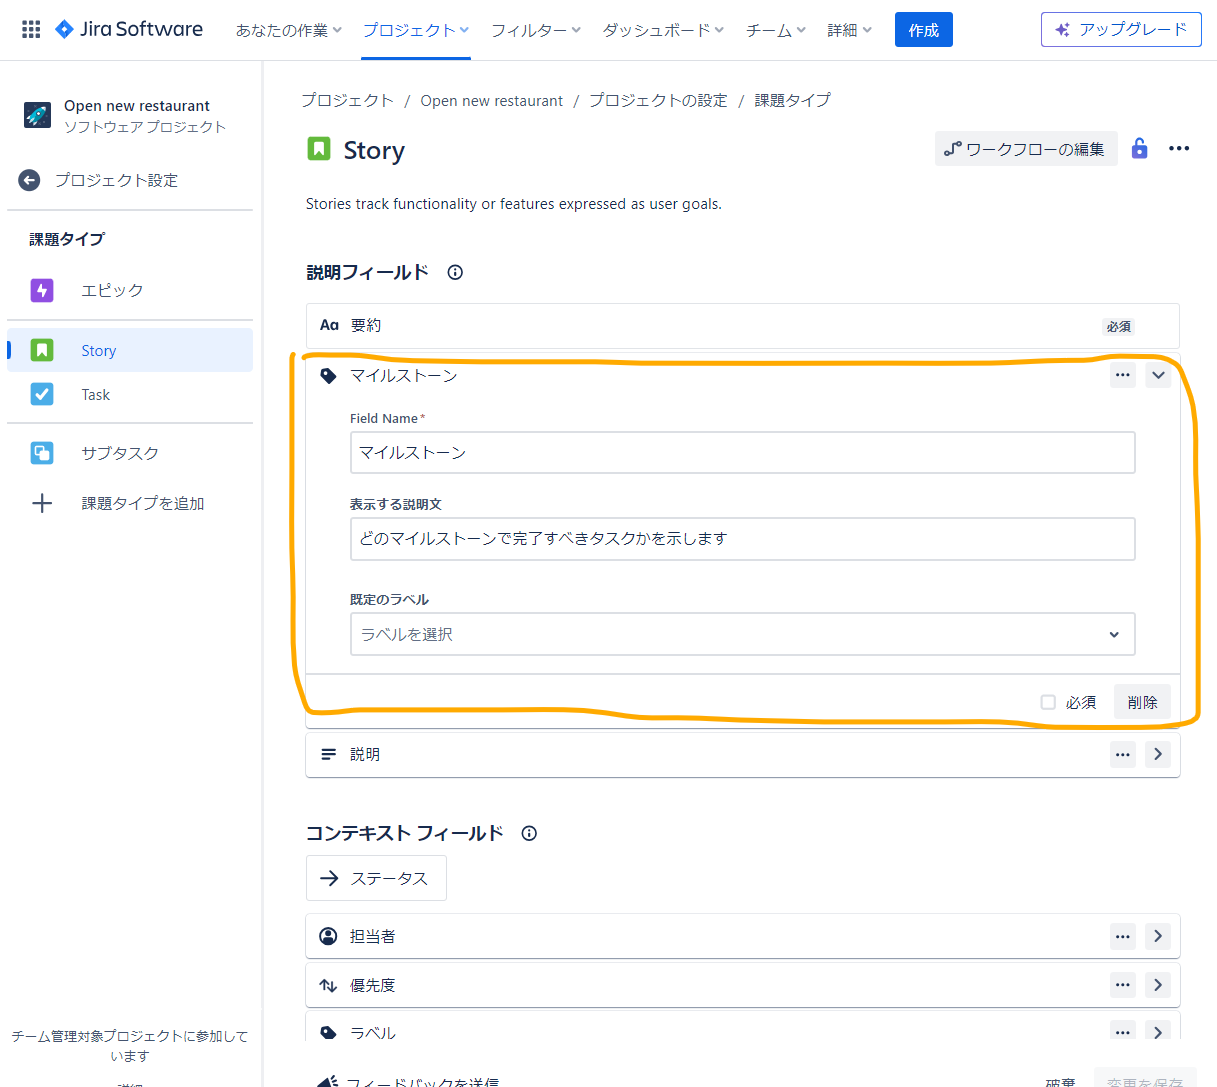 Jira Software
あなたの作業
プロジェクト
フィルター
ダッシュボード
チーム
詳細
作成
アップグレード
Open new restaurant
ソフトウェア プロジェクト
プロジェクト設定
課題タイプ
エピック
Story
Task
サブタスク
課題タイプを追加
チーム管理対象プロジェクトに参加して
います
詳細
プロジェクト / Open new restaurant / プロジェクトの設定 / 課題タイプ
Story
ワークフローの編集
Stories track functionality or features expressed as user goals.
説明フィールド
Aa 要約
必須
マイルストーン
Field Name*
マイルストーン
表示する説明文
どのマイルストーンで完了すべきタスクかを示します
既定のラベル
ラベルを選択
必須
削除
説明
コンテキスト フィールド
ステータス
担当者
優先度
ラベル
フィードバックを送信
破棄
変更を保存